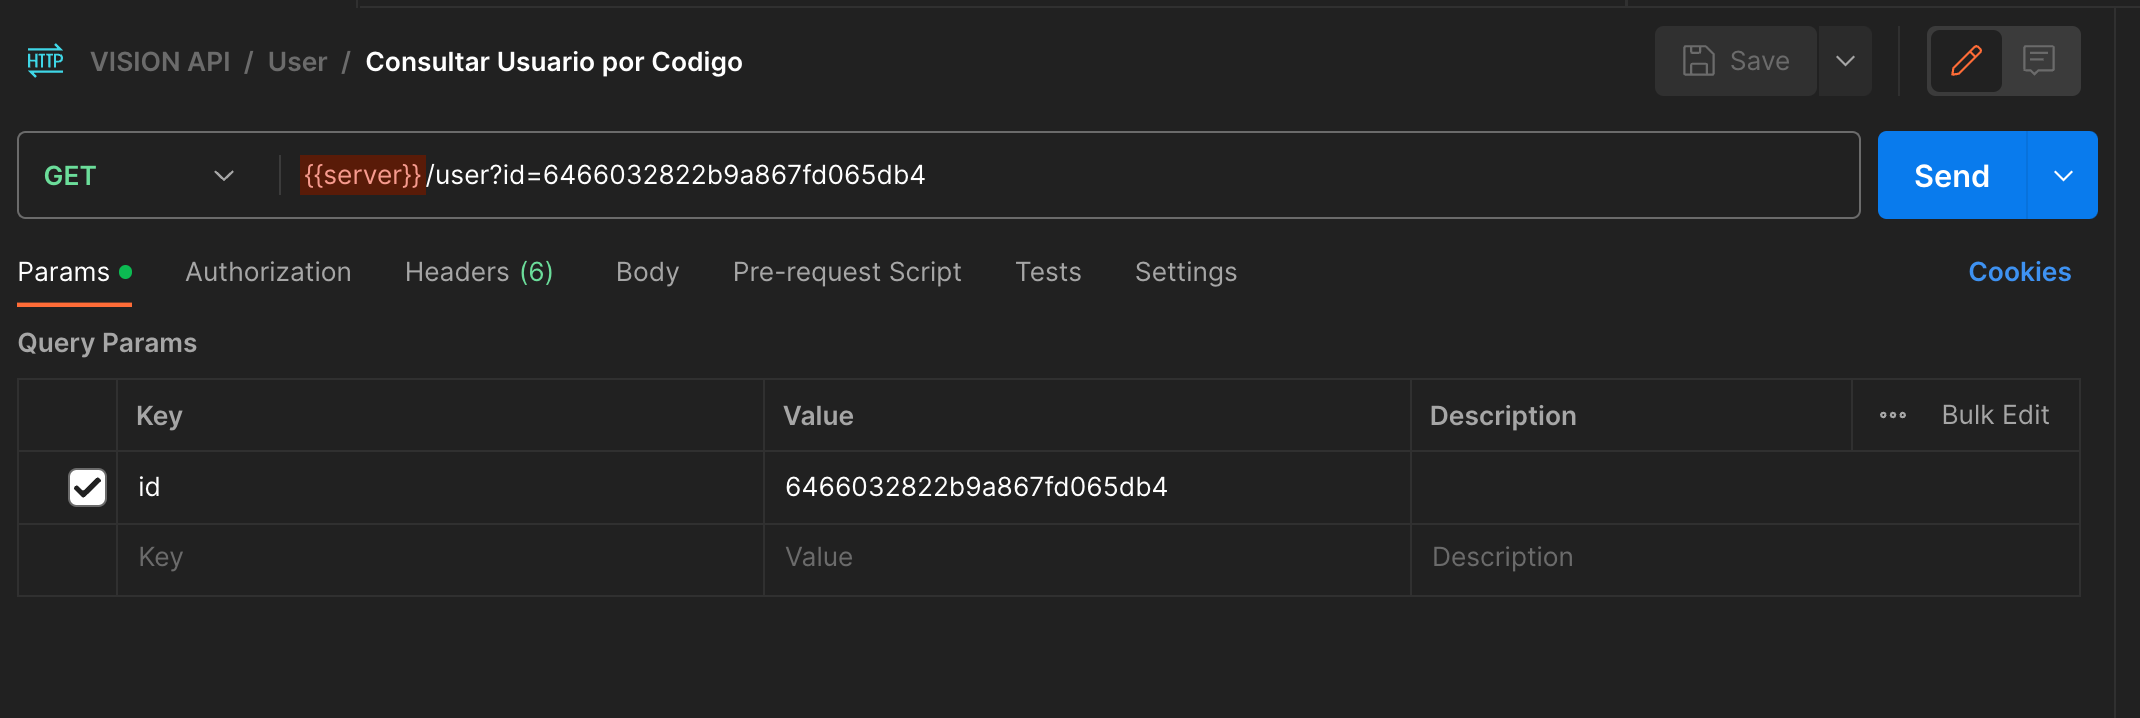 HTTP VISION API / User / Consultar Usuario por Codigo Save
GET {{server}}/user?id=6466032822b9a867fd065db4 Send
Params Authorization Headers (6) Body Pre-request Script Tests Settings Cookies
Query Params
Key Value Description Bulk Edit
id 6466032822b9a867fd065db4
Key Value Description